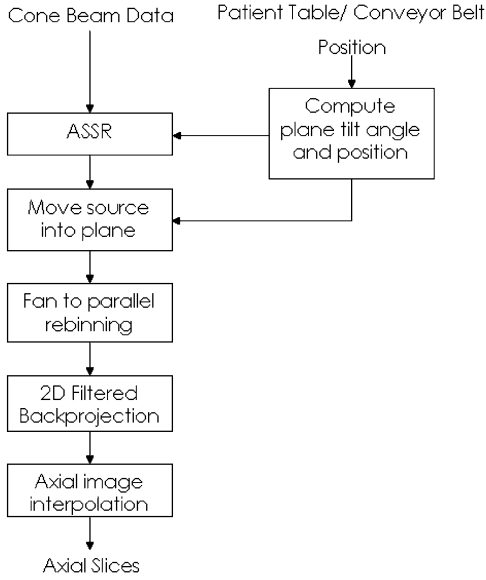 Cone Beam Data
Patient Table/ Conveyor Belt
Position
Compute
plane tilt angle
and position
ASSR
Move source
into plane
Fan to parallel
rebinning
2D Filtered
Backprojection
Axial image
interpolation
Axial Slices